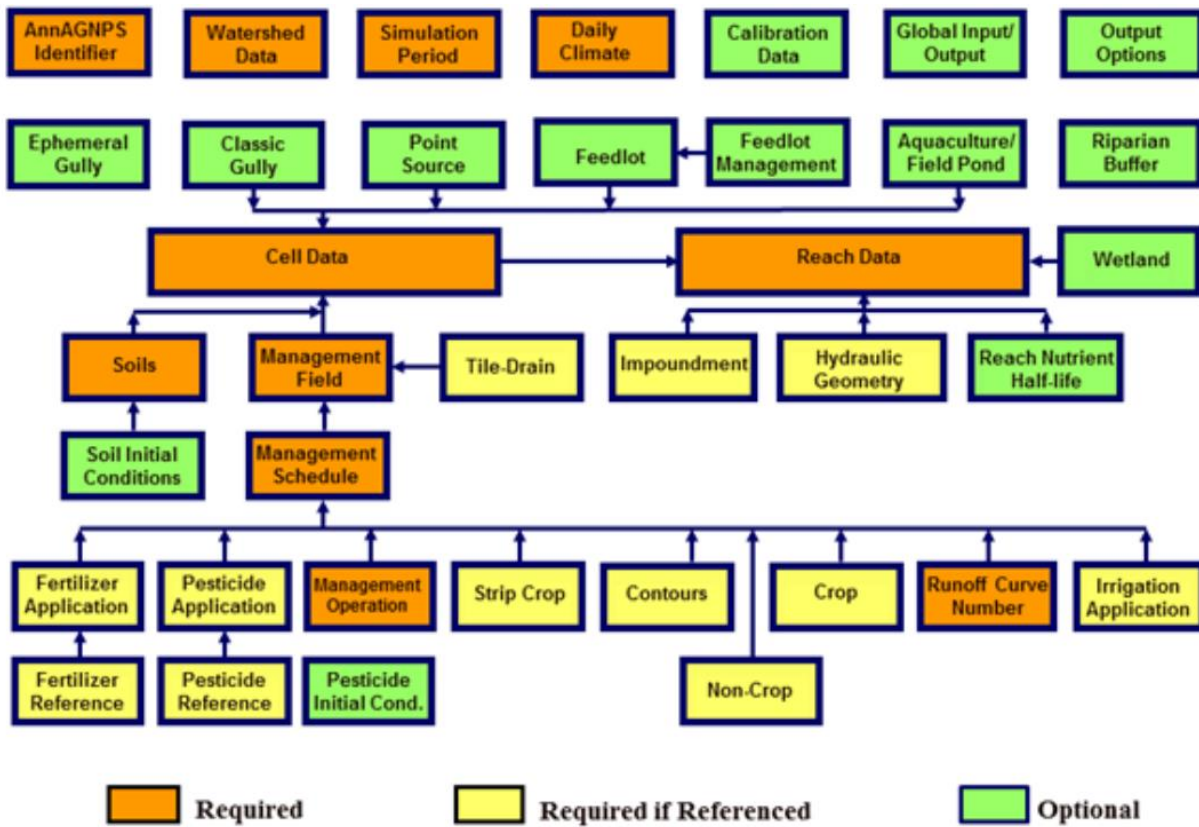 AnnAGNPS
Identifier
Watershed
Data
Simulation
Period
Daily
Climate
Calibration
Data
Global Input/
Output
Output
Options
Ephemeral
Gully
Classic
Gully
Point
Source
Feedlot
Feedlot
Management
Aquaculture/
Field Pond
Riparian
Buffer
Cell Data
Reach Data
Wetland
Soils
Management
Field
Tile-Drain
Impoundment
Hydraulic
Geometry
Reach Nutrient
Half-life
Soil Initial
Conditions
Management
Schedule
Fertilizer
Application
Pesticide
Application
Management
Operation
Strip Crop
Contours
Crop
Runoff Curve
Number
Irrigation
Application
Fertilizer
Reference
Pesticide
Reference
Pesticide
Initial Cond.
Non-Crop
Required
Required if Referenced
Optional